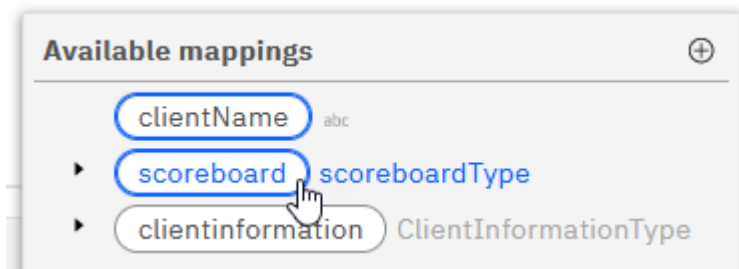 Available mappings
clientName abc
scoreboard scoreboardType
clientinformation ClientInformationType